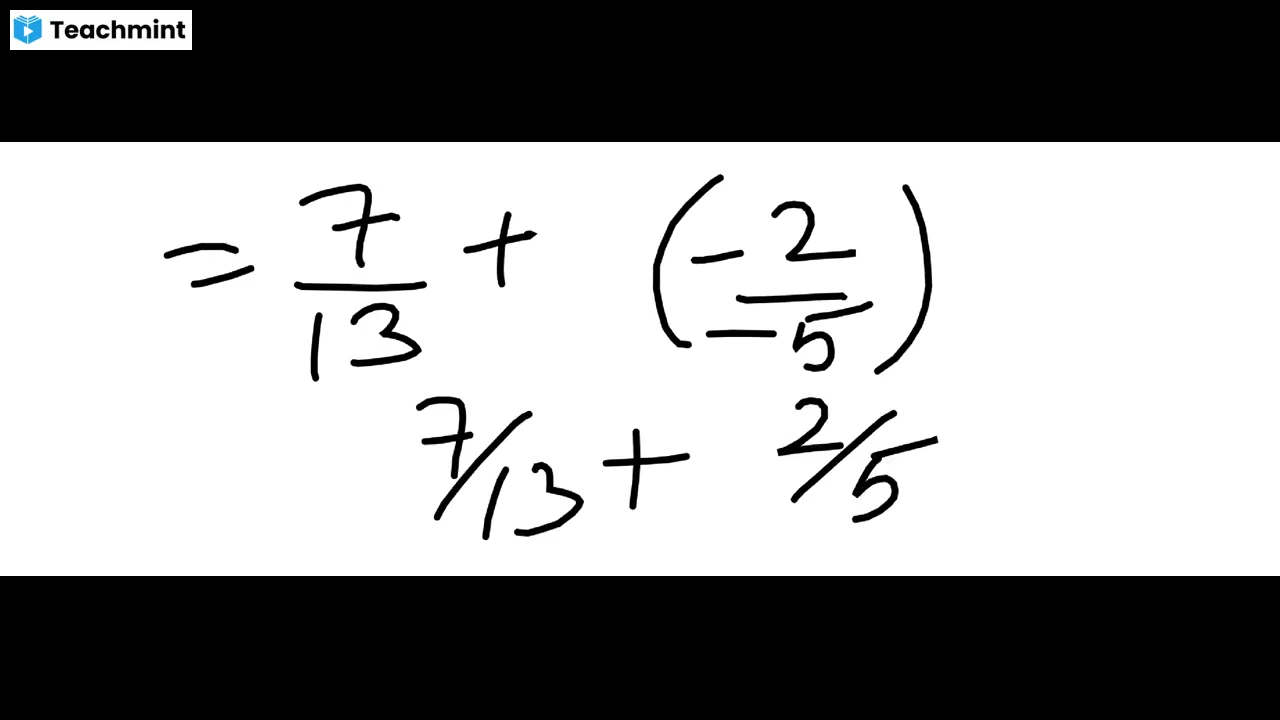 Teachmint
= 7/13 + (-2/-5)
7/13 + 2/5